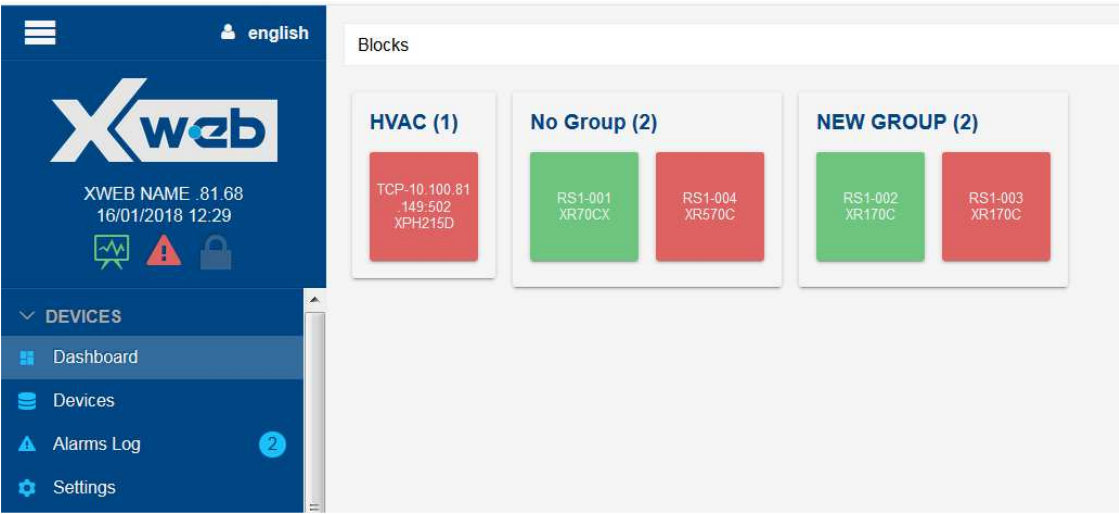 english
Xweb
XWEB NAME .81.68
16/01/2018 12:29
DEVICES
Dashboard
Devices
Alarms Log 2
Settings
Blocks
HVAC (1)
TCP-10.100.81
.149:502
XPH215D
No Group (2)
RS1-001
XR70CX
RS1-004
XR570C
NEW GROUP (2)
RS1-002
XR170C
RS1-003
XR170C